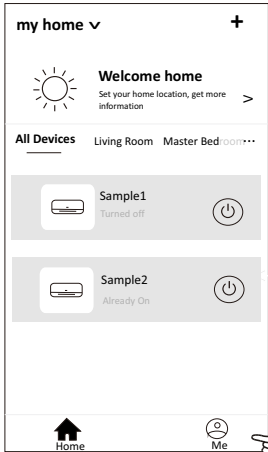 my home
+
Welcome home
Set your home location, get more
information
>
All Devices Living Room Master Bedroom ...
Sample1
Turned off
Sample2
Already On
Home Me